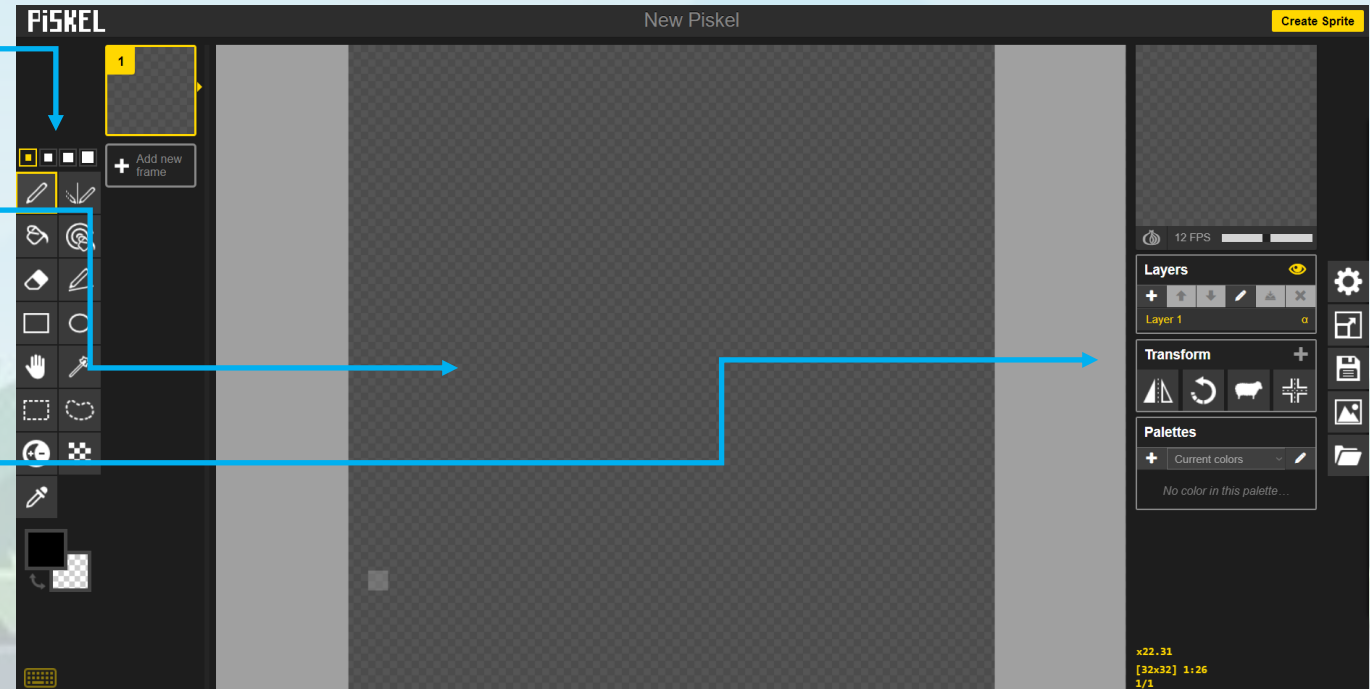 PiSKEL
New Piskel
Create Sprite
1
Add new
frame
12 FPS
Layers
Layer 1
α
Transform
Palettes
Current colors
No color in this palette...
x22.31
[32x32] 1:26
1/1